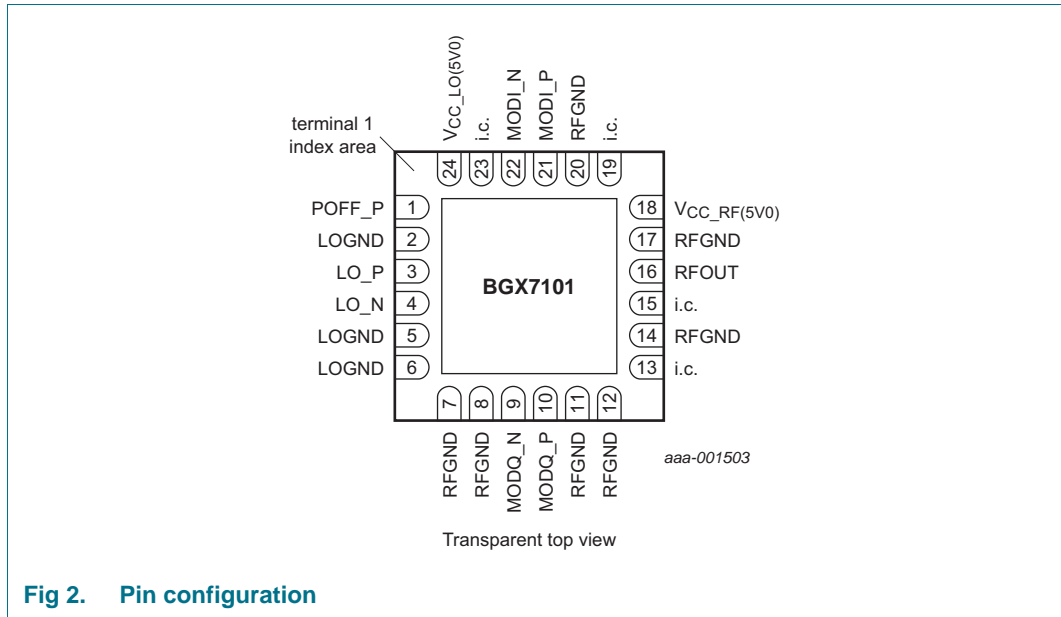 VCC_LO(5V0)
i.c.
MODI_N
MODI_P
RFGND
i.c.
terminal 1
index area
24
23
22
21
20
19
POFF_P 1
LOGND 2
LO_P 3
LO_N 4
LOGND 5
LOGND 6
BGX7101
18 VCC_RF(5V0)
17 RFGND
16 RFOUT
15 i.c.
14 RFGND
13 i.c.
7
8
9
10
11
12
RFGND
RFGND
MODQ_N
MODQ_P
RFGND
RFGND
aaa-001503
Transparent top view
Fig 2. Pin configuration